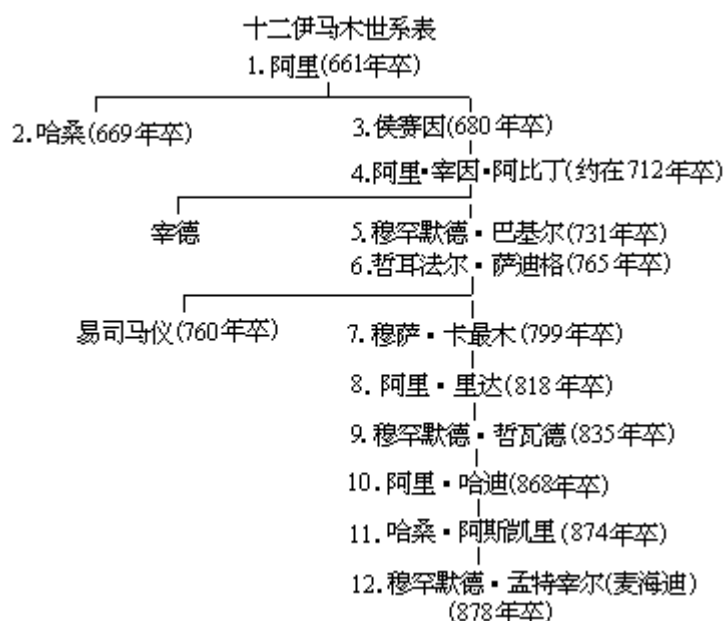 十二伊马木世系表
1.阿里(661年卒)
2.哈桑(669年卒)
3.侯赛因(680年卒)
4.阿里·宰因·阿比丁(约在712年卒)
宰德
5.穆罕默德·巴基尔(731年卒)
6.哲耳法尔·萨迪格(765年卒)
易司马仪(760年卒)
7.穆萨·卡最木(799年卒)
8.阿里·里达(818年卒)
9.穆罕默德·哲瓦德(835年卒)
10.阿里·哈迪(868年卒)
11.哈桑·阿斯凯里(874年卒)
12.穆罕默德·孟特宰尔(麦海迪)
(878年卒)